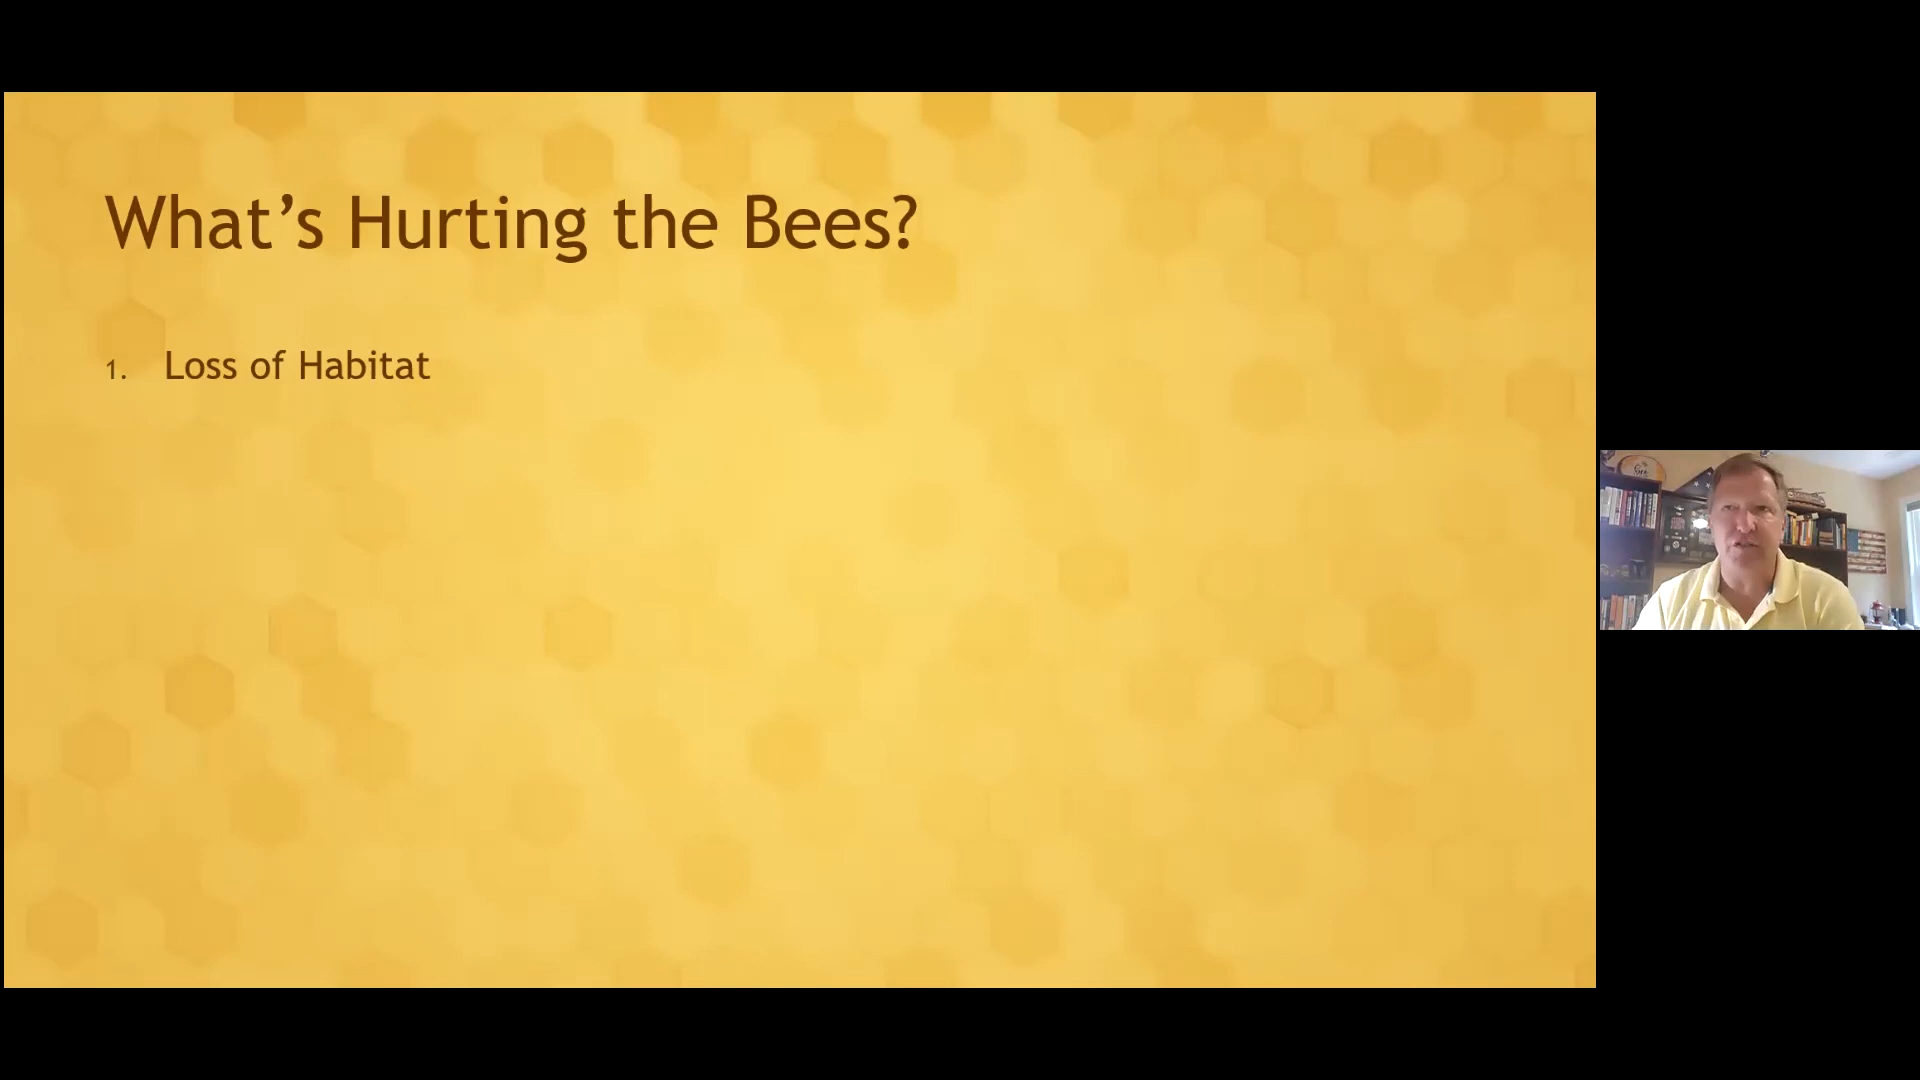 What’s Hurting the Bees?
1. Loss of Habitat